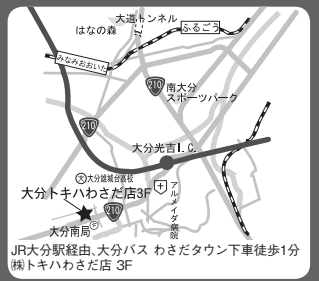 大道トンネル
はなの森
ふるごう
みなみおおいた
210
南大分
スポーツパーク
210
大分光吉I.C.
大 大分雄城台高校
大分トキハわさだ店3F
210
アルメイダ病院
大分南局
〒
JR大分駅経由、大分バス わさだタウン下車徒歩1分
㈱トキハわさだ店 3F